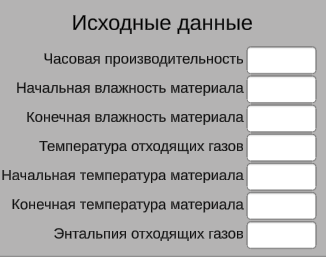 Исходные данные
Часовая производительность
Начальная влажность материала
Конечная влажность материала
Температура отходящих газов
Начальная температура материала
Конечная температура материала
Энтальпия отходящих газов